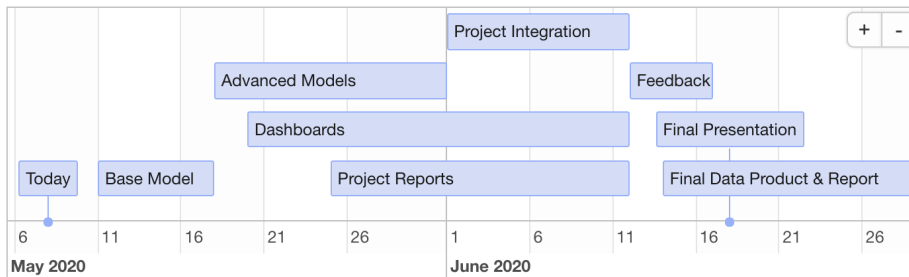 Project Integration
+ -
Advanced Models
Feedback
Dashboards
Final Presentation
Today
Base Model
Project Reports
Final Data Product & Report
6 11 16 21 26 1 6 11 16 21 26
May 2020 June 2020